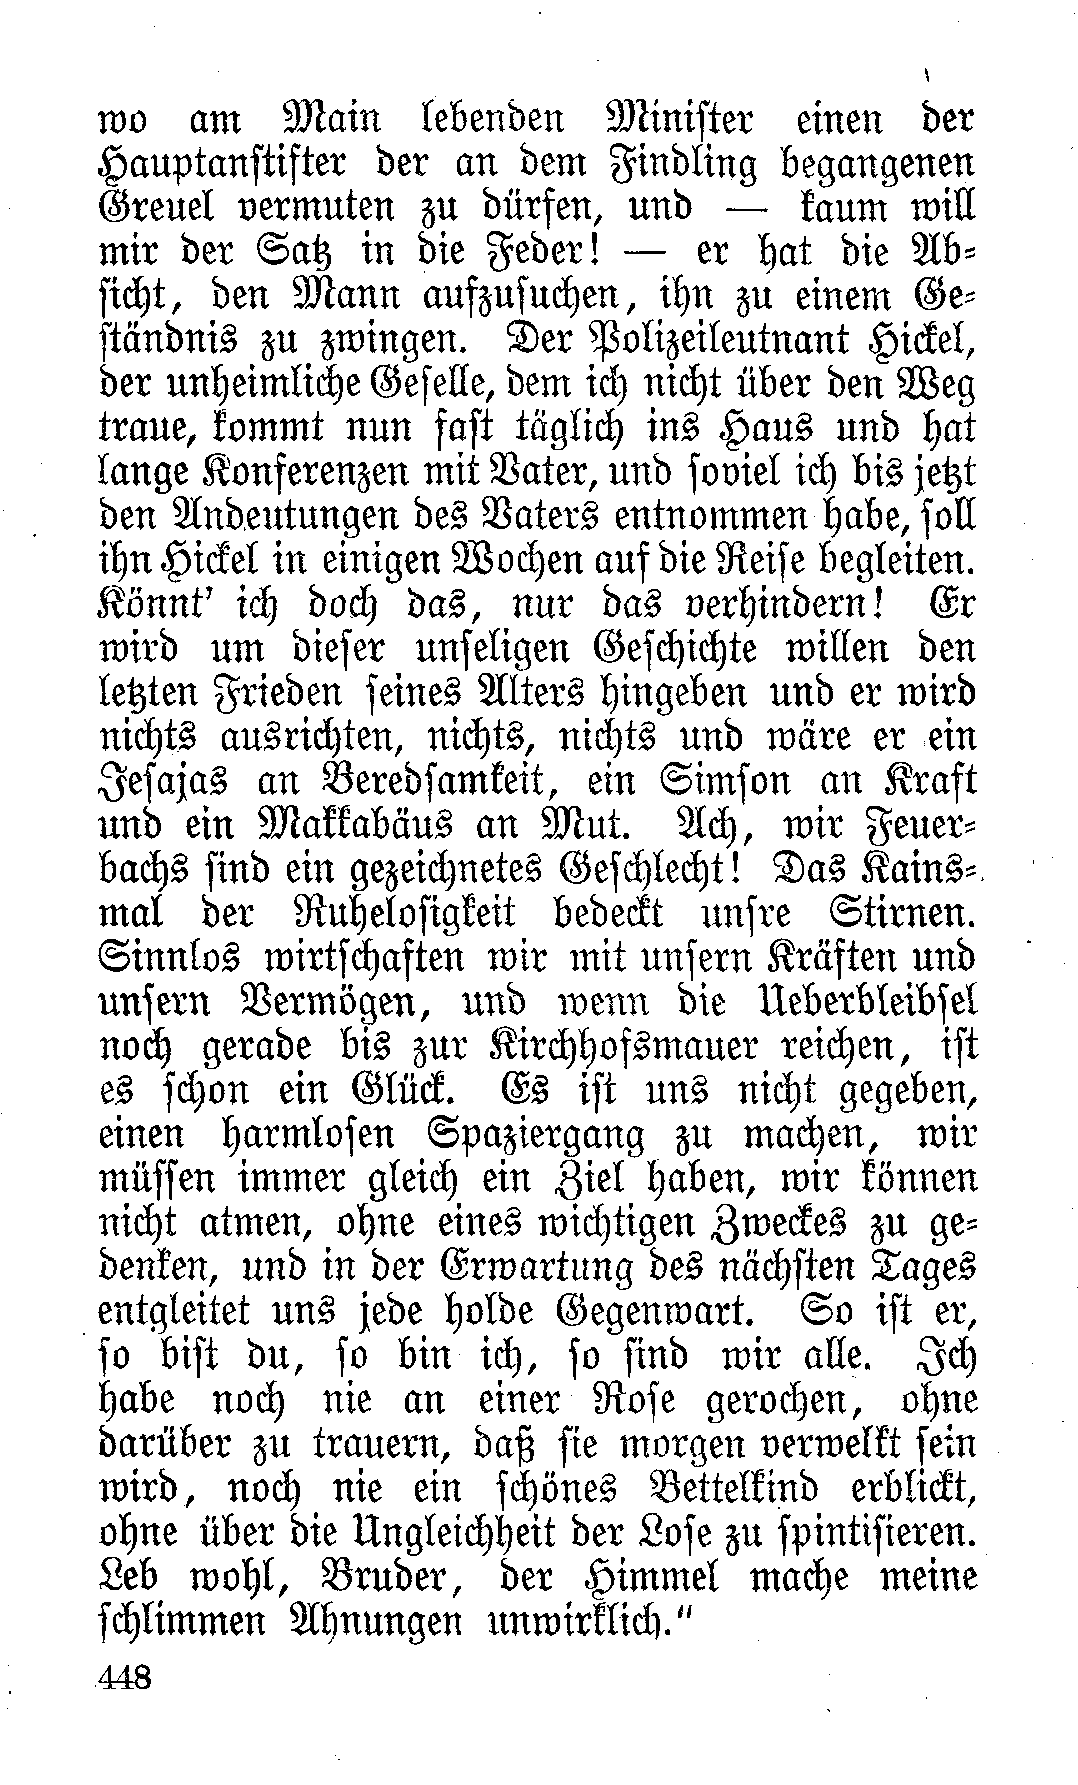 wo am Main lebenden Minister einen der
Hauptanstifter der an dem Findling begangenen
Greuel vermuten zu dürfen, und — kaum will
mir der Satz in die Feder! — er hat die Ab-
sicht, den Mann aufzusuchen, ihn zu einem Ge-
ständnis zu zwingen. Der Polizeileutnant Hickel,
der unheimliche Geselle, dem ich nicht über den Weg
traue, kommt nun fast täglich ins Haus und hat
lange Konferenzen mit Vater, und soviel ich bis jetzt
den Andeutungen des Vaters entnommen habe, soll
ihn Hickel in einigen Wochen auf die Reise begleiten.
Könnt' ich doch das, nur das verhindern! Er
wird um dieser unseligen Geschichte willen den
letzten Frieden seines Alters hingeben und er wird
nichts ausrichten, nichts, nichts und wäre er ein
Jesajas an Beredsamkeit, ein Simson an Kraft
und ein Makkabäus an Mut. Ach, wir Feuer-
bachs sind ein gezeichnetes Geschlecht! Das Kains-
mal der Ruhelosigkeit bedeckt unsre Stirnen.
Sinnlos wirtschaften wir mit unsern Kräften und
unsern Vermögen, und wenn die Ueberbleibsel
noch gerade bis zur Kirchhofsmauer reichen, ist
es schon ein Glück. Es ist uns nicht gegeben,
einen harmlosen Spaziergang zu machen, wir
müssen immer gleich ein Ziel haben, wir können
nicht atmen, ohne eines wichtigen Zweckes zu ge-
denken, und in der Erwartung des nächsten Tages
entgleitet uns jede holde Gegenwart. So ist er,
so bist du, so bin ich, so sind wir alle. Ich
habe noch nie an einer Rose gerochen, ohne
darüber zu trauern, daß sie morgen verwelkt sein
wird, noch nie ein schönes Bettelkind erblickt,
ohne über die Ungleichheit der Lose zu spintisieren.
Leb wohl, Bruder, der Himmel mache meine
schlimmen Ahnungen unwirklich."
448